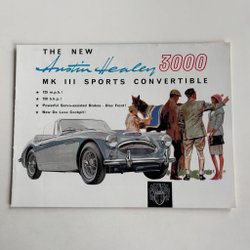 THE NEW
Austin Healey 3000
MK III SPORTS CONVERTIBLE
★ 120 m.p.h.!
★ 150 b.h.p.!
★ Powerful Servo-assisted Brakes - Disc Front!
★ New De Luxe Cockpit!